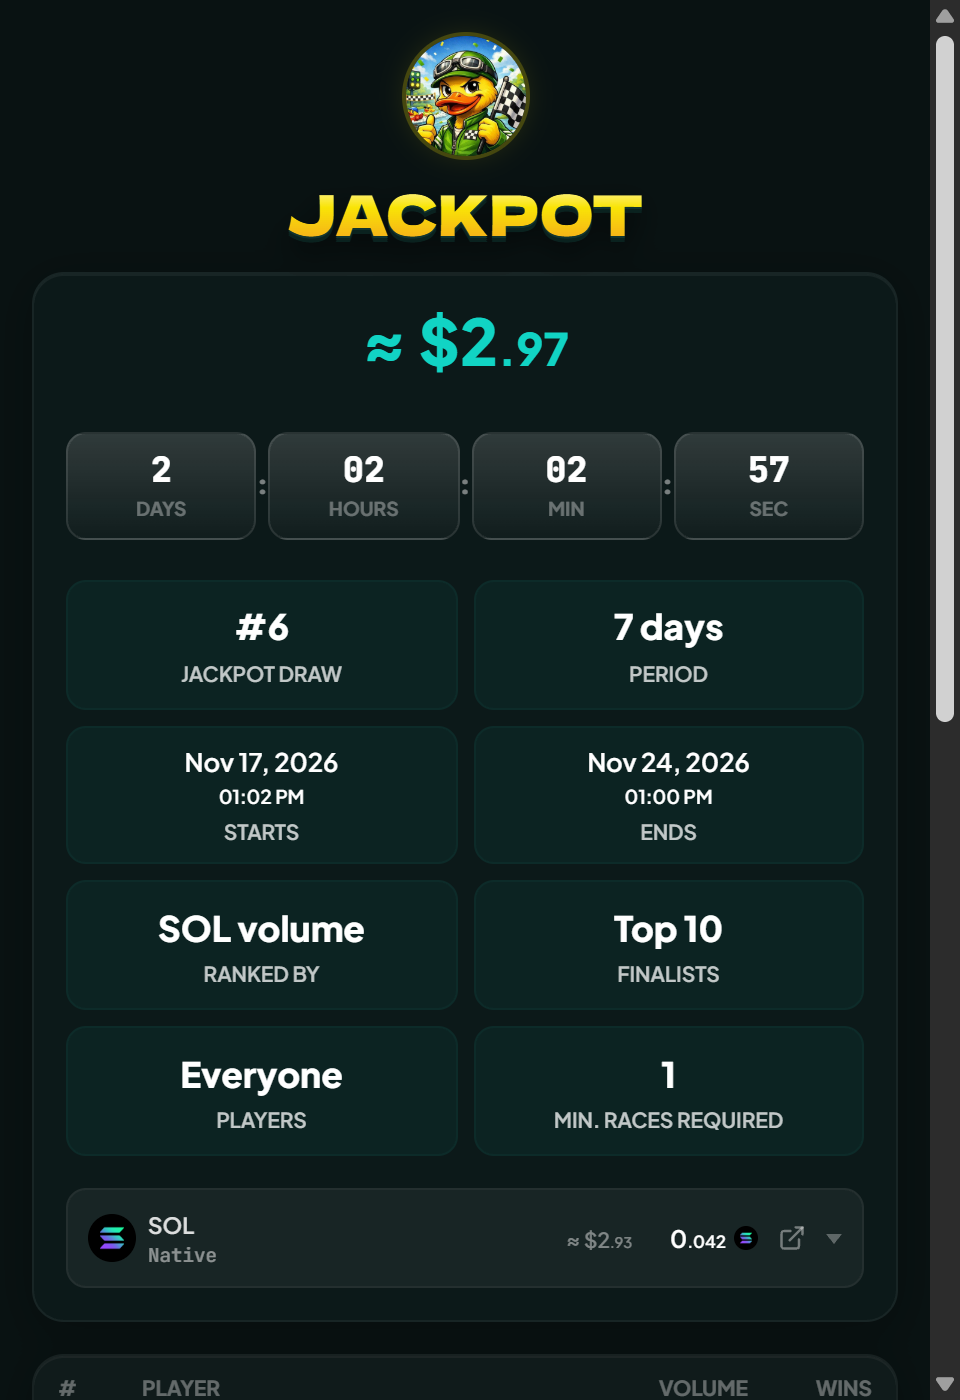 JACKPOT
≈ $2.97
2 : 02 : 02 : 57
DAYS HOURS MIN SEC
#6 7 days
JACKPOT DRAW PERIOD
Nov 17, 2026 Nov 24, 2026
01:02 PM 01:00 PM
STARTS ENDS
SOL volume Top 10
RANKED BY FINALISTS
Everyone 1
PLAYERS MIN. RACES REQUIRED
SOL ≈ $2.93 0.042
Native
# PLAYER VOLUME WINS